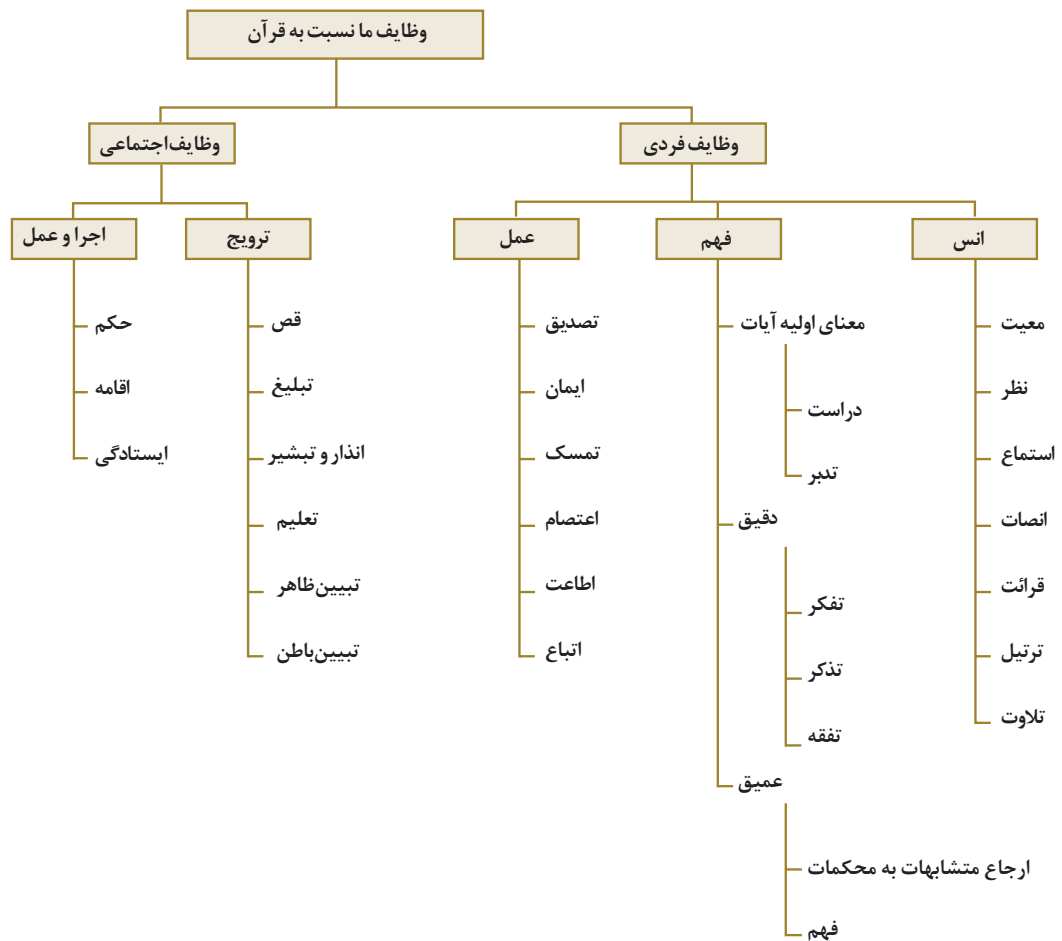 وظایف ما نسبت به قرآن
وظایف فردی
وظایف اجتماعی
انس
فهم
عمل
ترویج
اجرا و عمل
معیت
نظر
استماع
انصات
قرائت
ترتیل
تلاوت
معنای اولیه آیات
دراست
تدبر
دقیق
تفکر
تذکر
تفقه
عمیق
ارجاع متشابهات به محکمات
فهم
تصدیق
ایمان
تمسک
اعتصام
اطاعت
اتباع
قص
تبلیغ
انذار و تبشیر
تعلیم
تبیین‌ظاهر
تبیین‌باطن
حکم
اقامه
ایستادگی